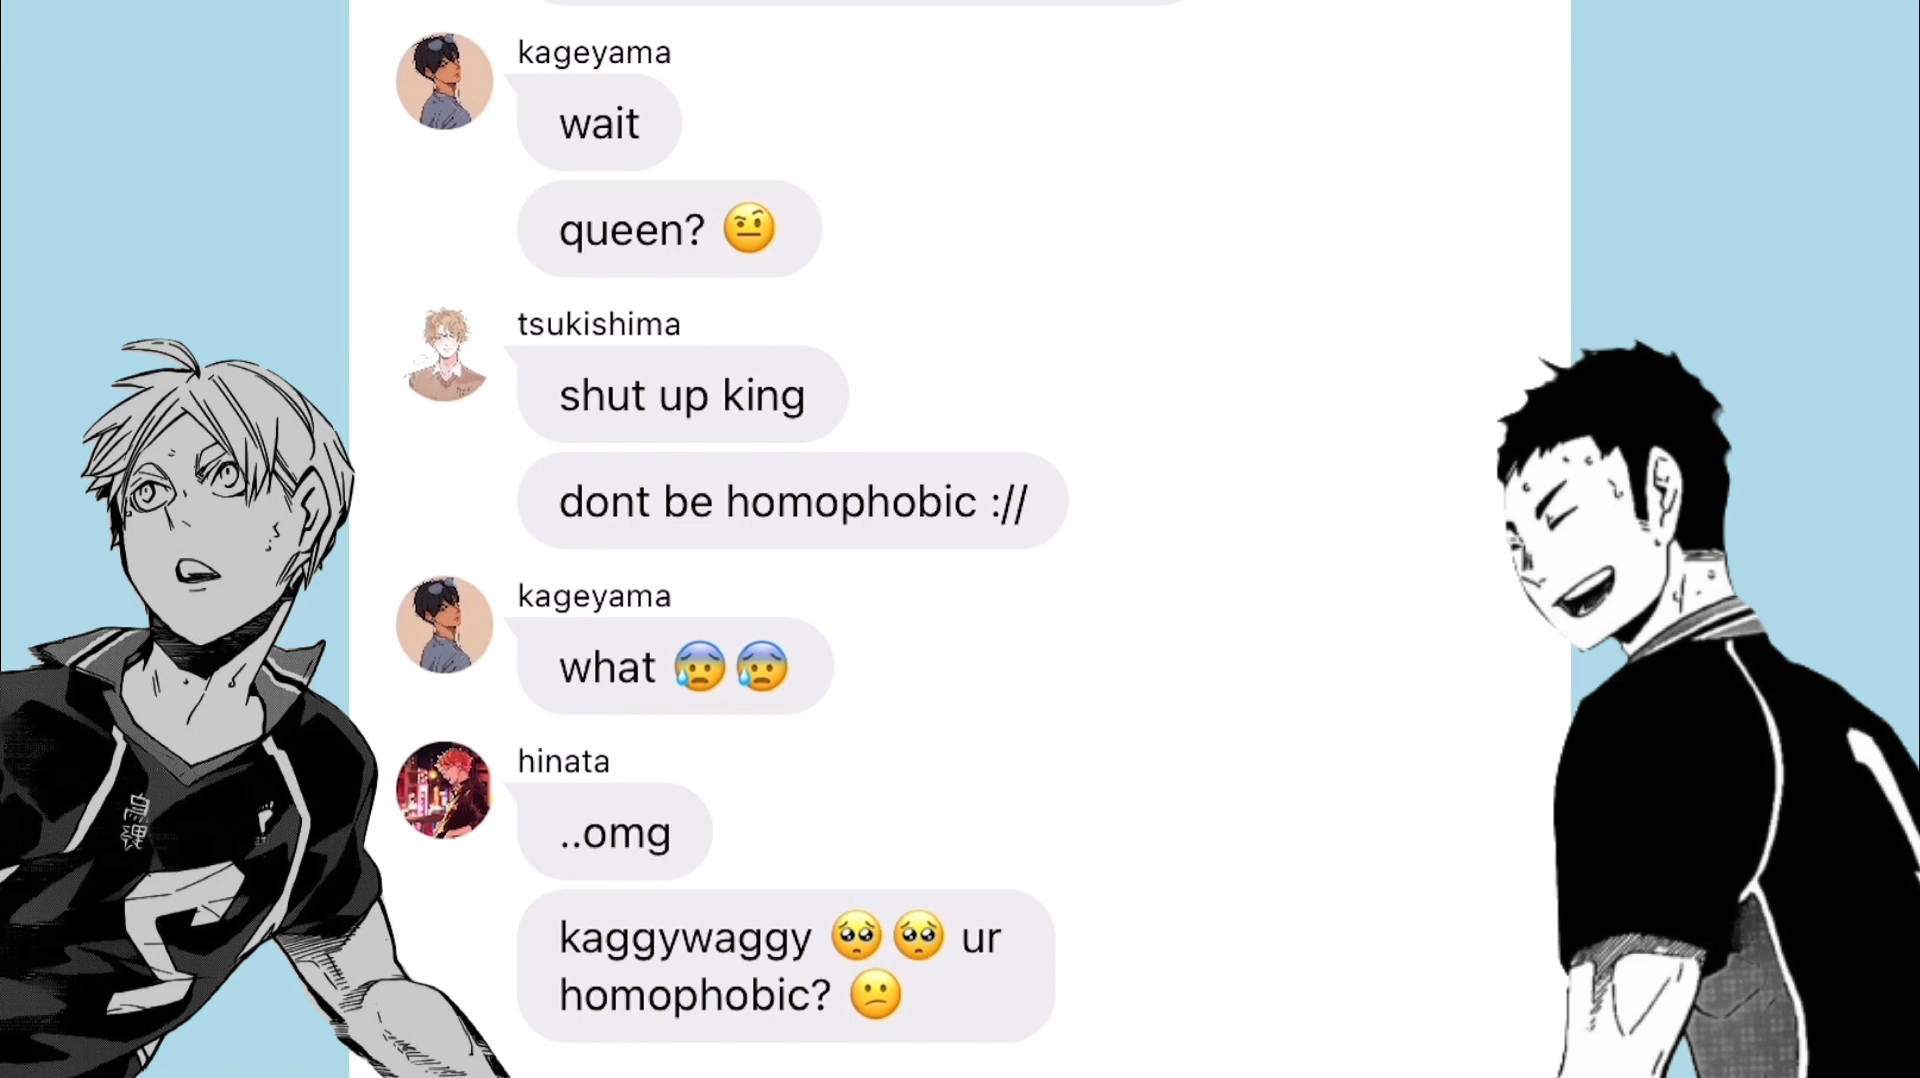 kageyama
wait
queen? 🤨
tsukishima
shut up king
dont be homophobic ://
kageyama
what 😰😰
hinata
..omg
kaggywaggy 🥺🥺 ur
homophobic? 😕